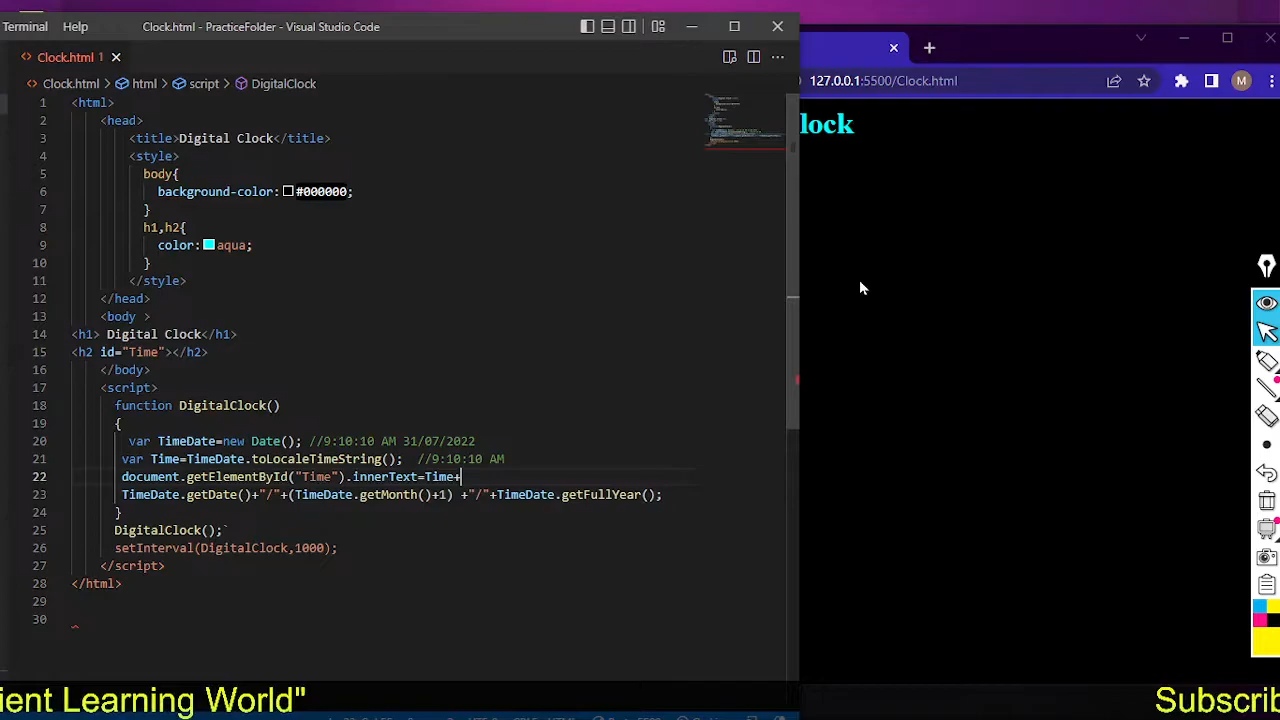 Terminal Help Clock.html - PracticeFolder - Visual Studio Code
Clock.html 1
Clock.html html script DigitalClock
127.0.0.1:5500/Clock.html
M
1 <html>
2 <head>
3 <title>Digital Clock</title>
4 <style>
5 body{
6 background-color: #000000;
7 }
8 h1,h2{
9 color: aqua;
10 }
11 </style>
12 </head>
13 <body >
14 <h1> Digital Clock</h1>
15 <h2 id="Time"></h2>
16 </body>
17 <script>
18 function DigitalClock()
19 {
20 var TimeDate=new Date(); //9:10:10 AM 31/07/2022
21 var Time=TimeDate.toLocaleTimeString(); //9:10:10 AM
22 document.getElementById("Time").innerText=Time+
23 TimeDate.getDate()+"/"+(TimeDate.getMonth()+1) +"/"+TimeDate.getFullYear();
24 }
25 DigitalClock();`
26 setInterval(DigitalClock,1000);
27 </script>
28 </html>
29
30
lock
ient Learning World"
Subscrib